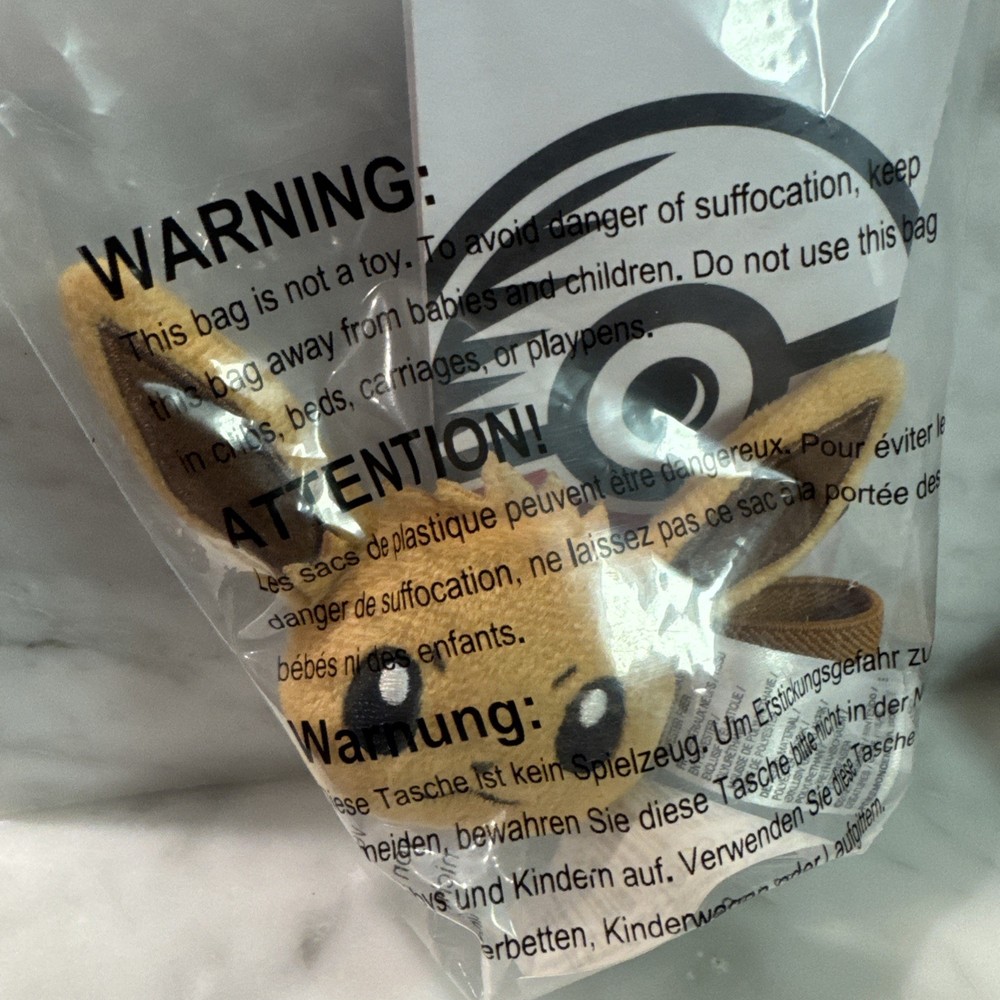 WARNING:
This bag is not a toy. To avoid danger of suffocation, keep
this bag away from babies and children. Do not use this bag
in cribs, beds, carriages, or playpens.
ATTENTION!
Les sacs de plastique peuvent être dangereux. Pour éviter le
danger de suffocation, ne laissez pas ce sac à la portée des
bébés ni des enfants.
Warnung:
iese Tasche ist kein Spielzeug. Um Erstickungsgefahr zu
meiden, bewahren Sie diese Tasche bitte nicht in der N
ys und Kindern auf. Verwenden Sie diese Tasche
erbetten, Kinderwagen oder Laufgittern.